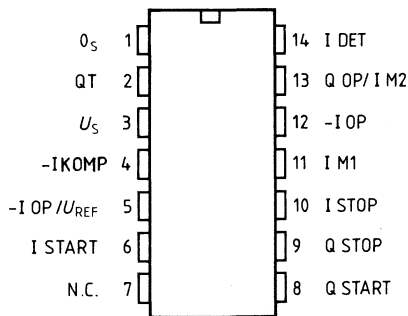 0S 1 14 I DET
QT 2 13 Q OP/I M2
US 3 12 -I OP
-IKOMP 4 11 I M1
-I OP/UREF 5 10 I STOP
I START 6 9 Q STOP
N.C. 7 8 Q START